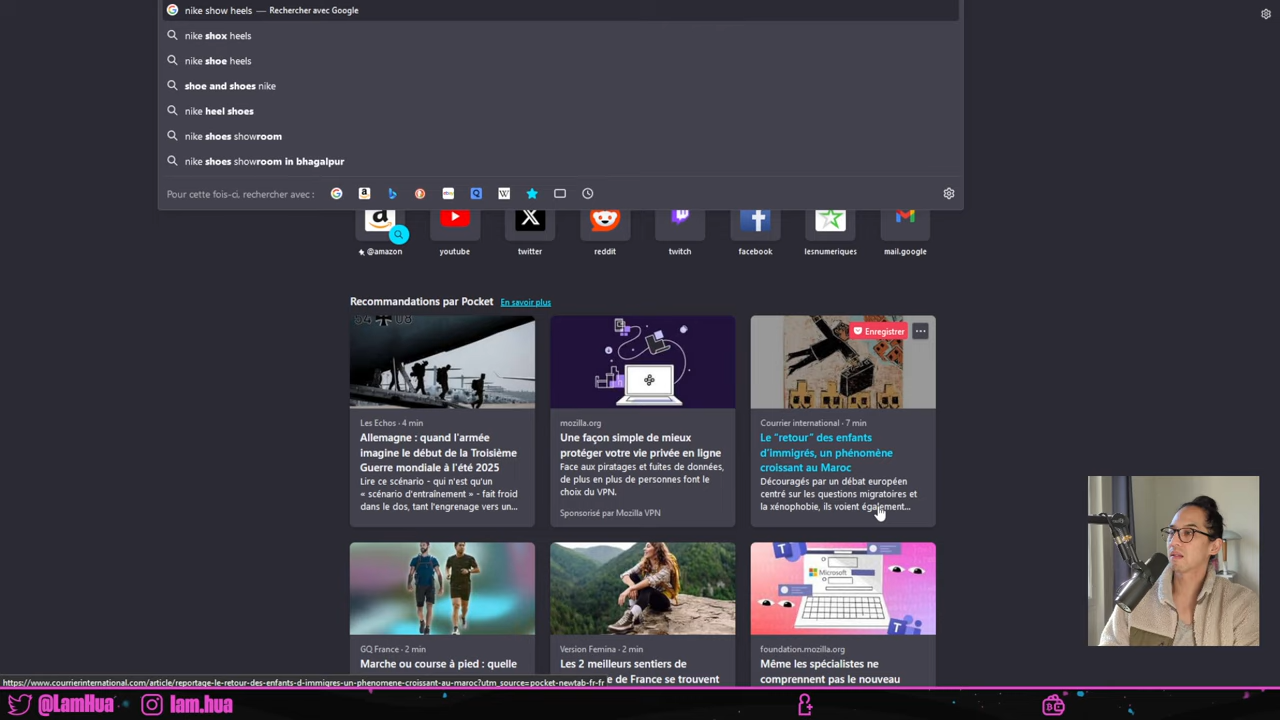 nike show heels — Rechercher avec Google
nike shox heels
nike shoe heels
shoe and shoes nike
nike heel shoes
nike shoes showroom
nike shoes showroom in bhagalpur
Pour cette fois-ci, rechercher avec :
@amazon
youtube
twitter
reddit
twitch
facebook
lesnumeriques
mail.google
Recommandations par Pocket En savoir plus
Les Echos · 4 min
Allemagne : quand l'armée
imagine le début de la Troisième
Guerre mondiale à l'été 2025
Lire ce scénario - qui n'est qu'un
« scénario d'entraînement » - fait froid
dans le dos, tant l'engrenage vers un...
mozilla.org
Une façon simple de mieux
protéger votre vie privée en ligne
Face aux piratages et fuites de données,
de plus en plus de personnes font le
choix du VPN.
Sponsorisé par Mozilla VPN
Enregistrer
Courrier international · 7 min
Le “retour” des enfants
d’immigrés, un phénomène
croissant au Maroc
Découragés par un débat européen
centré sur les questions migratoires et
la xénophobie, ils voient également...
GQ France · 2 min
Marche ou course à pied : quelle
Version Femina · 2 min
Les 2 meilleurs sentiers de
e de France se trouvent
Microsoft
foundation.mozilla.org
Même les spécialistes ne
comprennent pas le nouveau
https://www.courrierinternational.com/article/reportage-le-retour-des-enfants-d-immigres-un-phenomene-croissant-au-maroc?utm_source=pocket-newtab-fr-fr
@LamHua
lam.hua